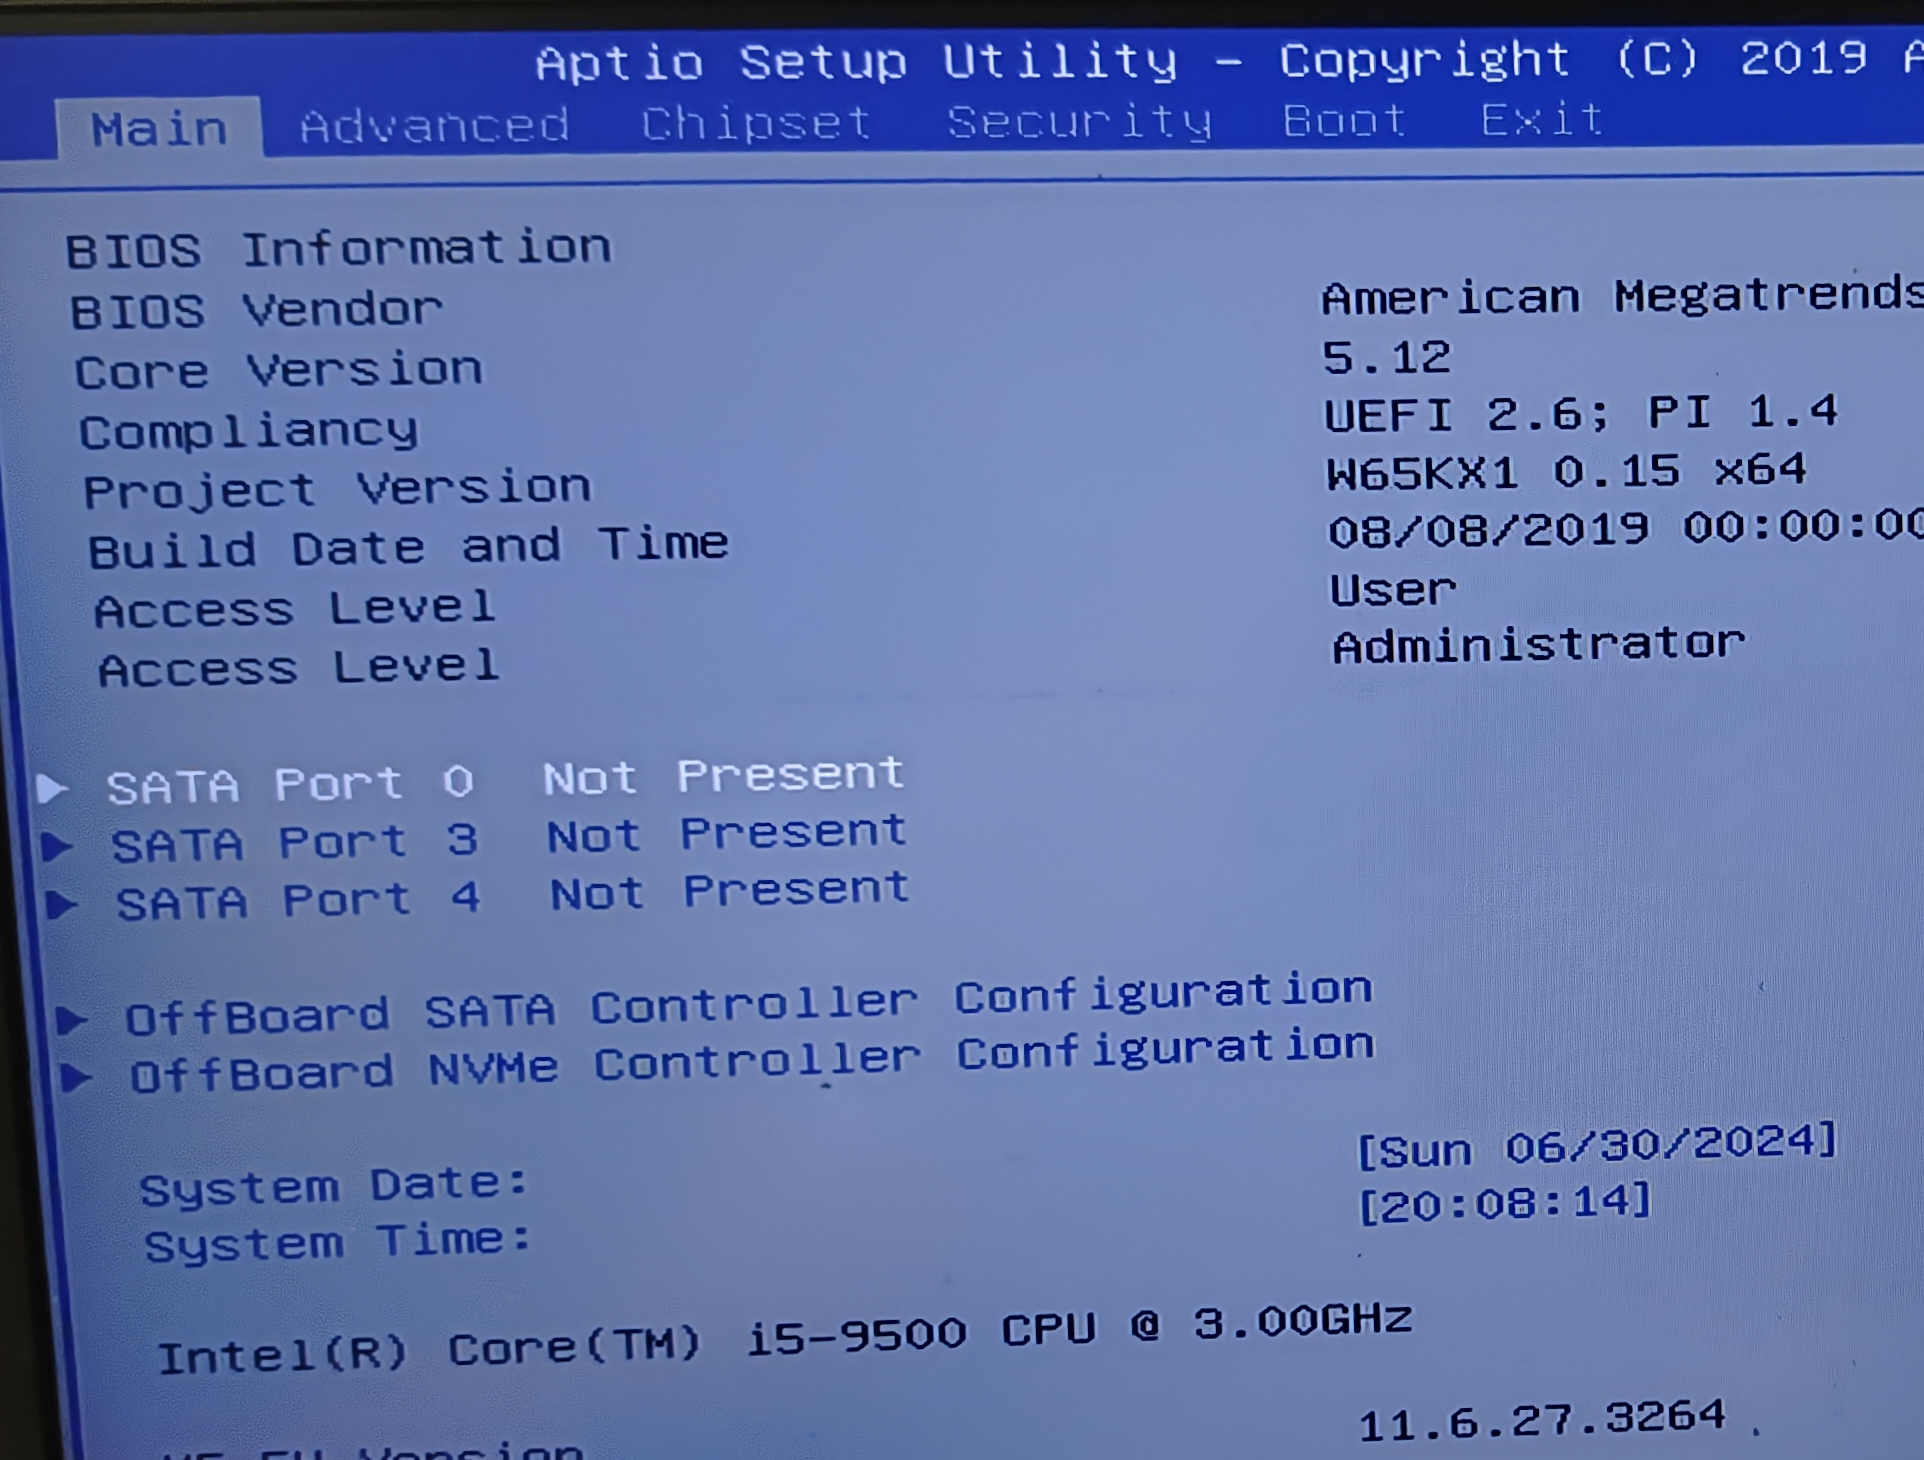 Aptio Setup Utility - Copyright (C) 2019 A
Main Advanced Chipset Security Boot Exit
BIOS Information
BIOS Vendor American Megatrends
Core Version 5.12
Compliancy UEFI 2.6; PI 1.4
Project Version W65KX1 0.15 x64
Build Date and Time 08/08/2019 00:00:00
Access Level User
Access Level Administrator
SATA Port 0 Not Present
SATA Port 3 Not Present
SATA Port 4 Not Present
OffBoard SATA Controller Configuration
OffBoard NVMe Controller Configuration
System Date: [Sun 06/30/2024]
System Time: [20:08:14]
Intel(R) Core(TM) i5-9500 CPU @ 3.00GHz
Version 11.6.27.3264